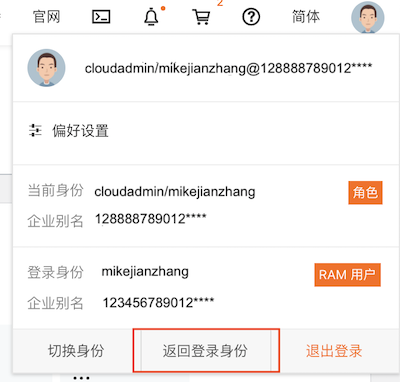 官网 2 简体
cloudadmin/mikejianzhang@128888789012****
偏好设置
当前身份 cloudadmin/mikejianzhang 角色
企业别名 128888789012****
登录身份 mikejianzhang RAM 用户
企业别名 123456789012****
切换身份 返回登录身份 退出登录